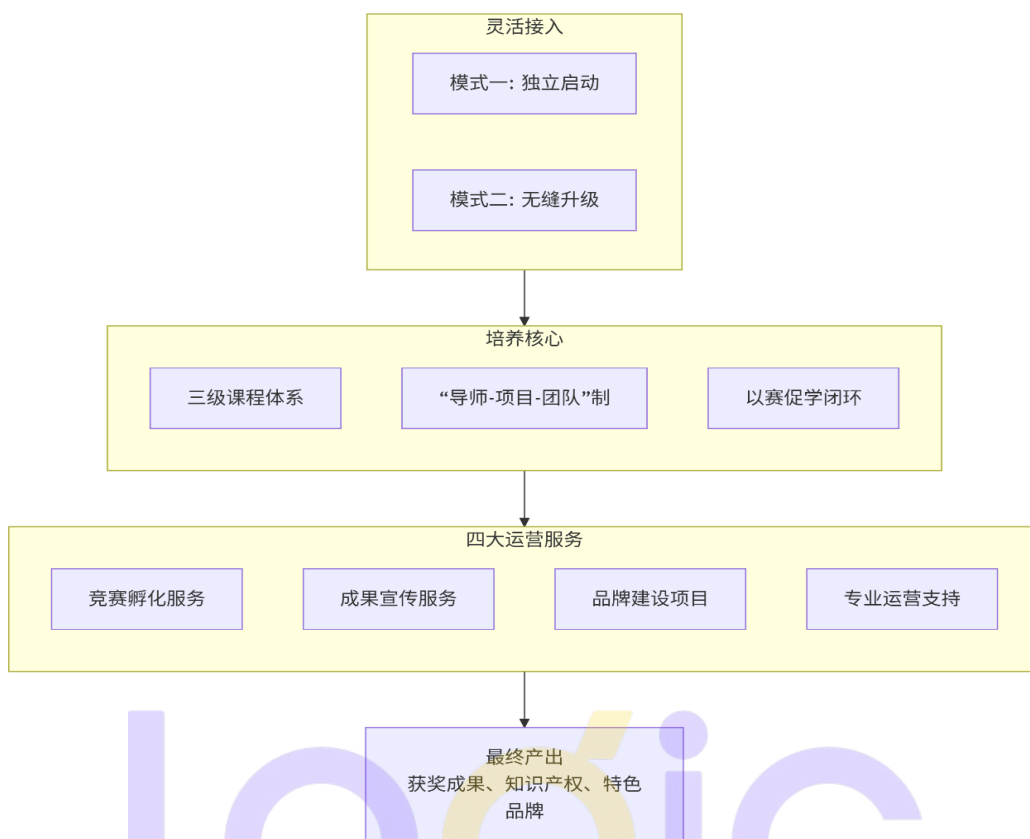 灵活接入
模式一: 独立启动
模式二: 无缝升级
培养核心
三级课程体系
“导师-项目-团队”制
以赛促学闭环
四大运营服务
竞赛孵化服务
成果宣传服务
品牌建设项目
专业运营支持
最终产出
获奖成果、知识产权、特色
品牌
logic